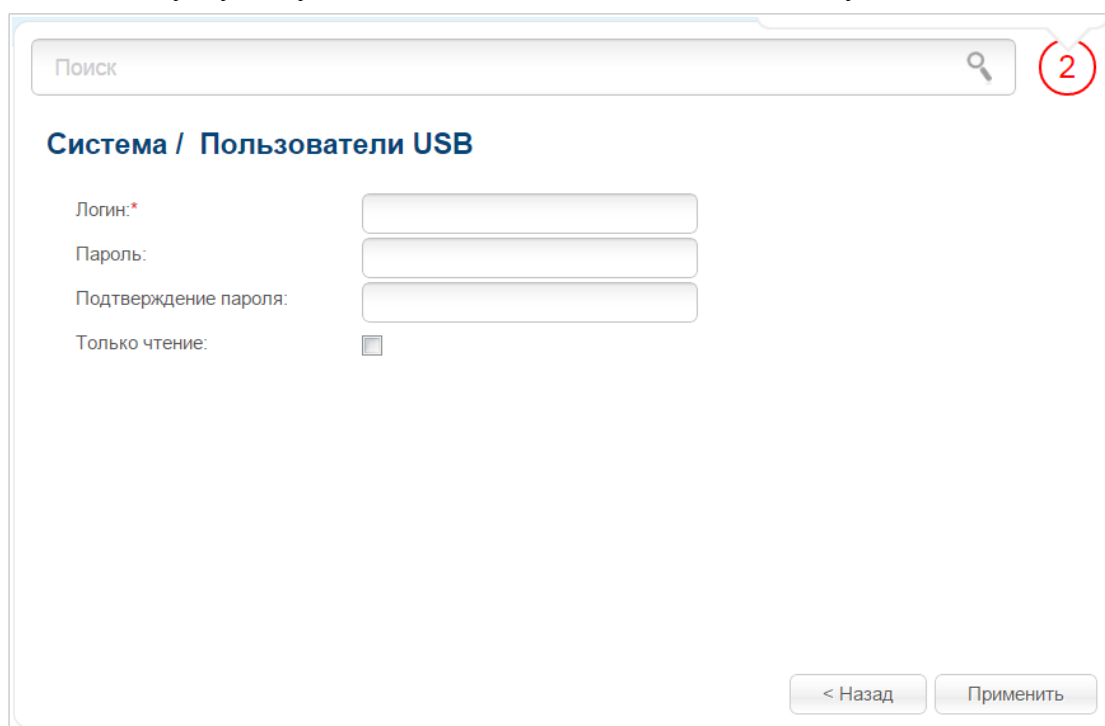 Поиск
2
Система / Пользователи USB
Логин:*
Пароль:
Подтверждение пароля:
Только чтение:
< Назад
Применить